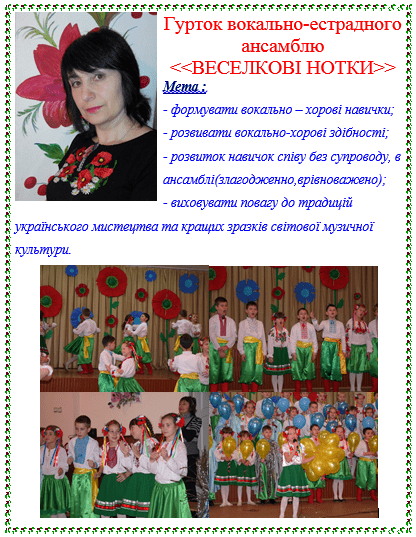 Гурток вокально-естрадного
ансамблю
<<ВЕСЕЛКОВІ НОТКИ>>
Мета :
- формувати вокально – хорові навички;
- розвивати вокально-хорові здібності;
- розвиток навичок співу без супроводу, в
ансамблі(злагодженно,врівноважено);
- виховувати повагу до традицій
українського мистецтва та кращих зразків світової музичної
культури.